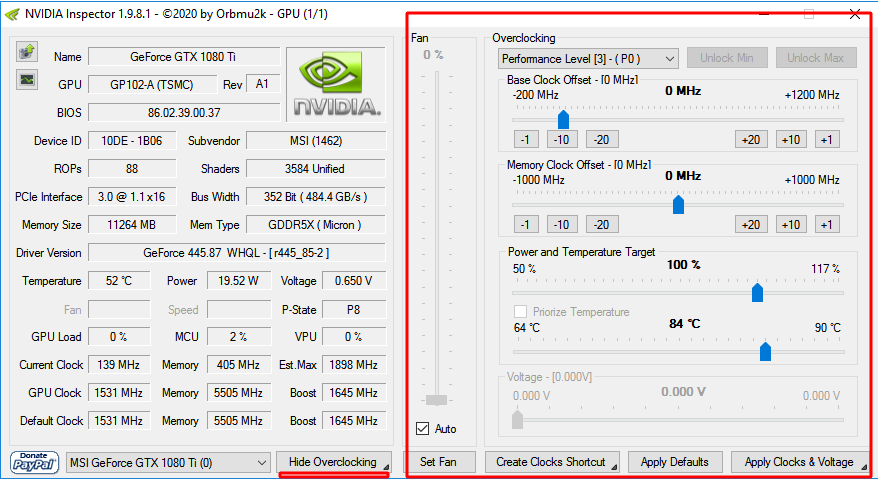 NVIDIA Inspector 1.9.8.1 - ©2020 by Orbmu2k - GPU (1/1)
Name GeForce GTX 1080 Ti
GPU GP102-A (TSMC) Rev A1
BIOS 86.02.39.00.37
nVIDIA.
Device ID 10DE - 1B06 Subvendor MSI (1462)
ROPs 88 Shaders 3584 Unified
PCIe Interface 3.0 @ 1.1 x16 Bus Width 352 Bit ( 484.4 GB/s )
Memory Size 11264 MB Mem Type GDDR5X ( Micron )
Driver Version GeForce 445.87 WHQL - [ r445_85-2 ]
Temperature 52 °C Power 19.52 W Voltage 0.650 V
Fan Speed P-State P8
GPU Load 0 % MCU 2 % VPU 0 %
Current Clock 139 MHz Memory 405 MHz Est.Max 1898 MHz
GPU Clock 1531 MHz Memory 5505 MHz Boost 1645 MHz
Default Clock 1531 MHz Memory 5505 MHz Boost 1645 MHz
Donate
PayPal
MSI GeForce GTX 1080 Ti (0) Hide Overclocking
Fan
0 %
Auto
Set Fan
Overclocking
Performance Level [3] - ( P0 ) Unlock Min Unlock Max
Base Clock Offset - [0 MHz]
-200 MHz 0 MHz +1200 MHz
-1 -10 -20 +20 +10 +1
Memory Clock Offset - [0 MHz]
-1000 MHz 0 MHz +1000 MHz
-1 -10 -20 +20 +10 +1
Power and Temperature Target
50 % 100 % 117 %
Priorize Temperature
64 °C 84 °C 90 °C
Voltage - [0.000V]
0.000 V 0.000 V 0.000 V
Create Clocks Shortcut Apply Defaults Apply Clocks & Voltage